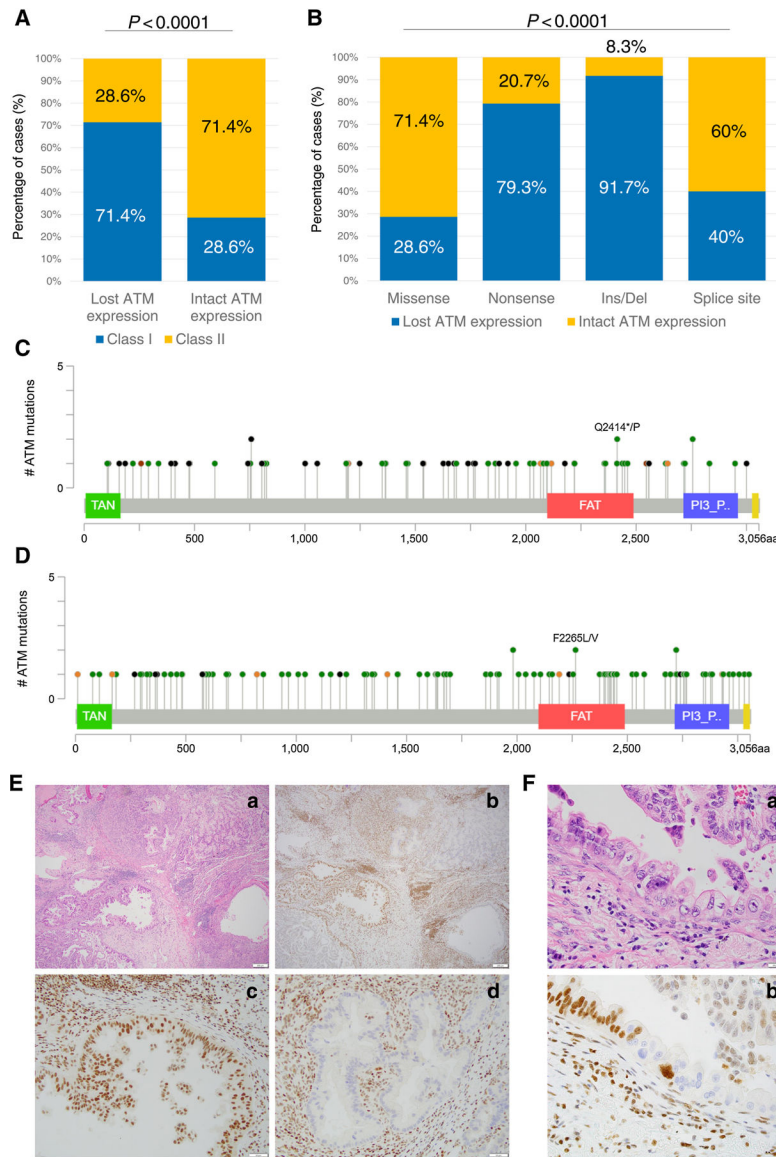 A
P < 0.0001
Percentage of cases (%)
100%
90%
80%
70%
60%
50%
40%
30%
20%
10%
0%
28.6%
71.4%
71.4%
28.6%
Lost ATM expression
Intact ATM expression
Class I
Class II
B
P < 0.0001
8.3%
Percentage of cases (%)
100%
90%
80%
70%
60%
50%
40%
30%
20%
10%
0%
71.4%
28.6%
20.7%
79.3%
91.7%
60%
40%
Missense
Nonsense
Ins/Del
Splice site
Lost ATM expression
Intact ATM expression
C
# ATM mutations
5
0
Q2414*/P
TAN
FAT
PI3_P..
0
500
1,000
1,500
2,000
2,500
3,056aa
D
# ATM mutations
5
0
F2265L/V
TAN
FAT
PI3_P..
0
500
1,000
1,500
2,000
2,500
3,056aa
E
a
b
c
d
F
a
b